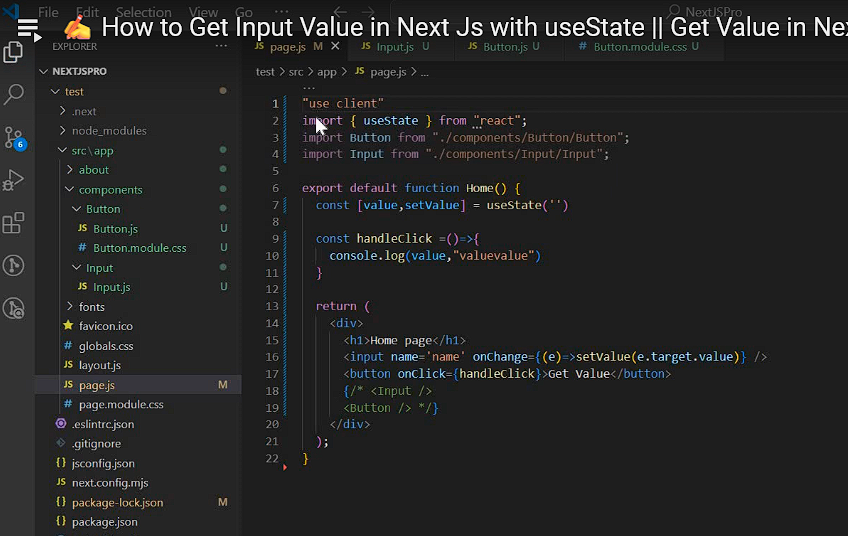 File Edit Selection View Go
NextJSPro
✍️ How to Get Input Value in Next Js with useState || Get Value in Nex
EXPLORER ...
JS page.js M × JS Input.js U JS Button.js U # Button.module.css U
NEXTJSPRO
test > src > app > JS page.js > ...
test
.next
node_modules
src\app
about
components
Button
JS Button.js U
# Button.module.css U
Input
JS Input.js U
fonts
favicon.ico
# globals.css
JS layout.js
JS page.js M
# page.module.css
.eslintrc.json
.gitignore
{} jsconfig.json
JS next.config.mjs
{} package-lock.json M
{} package.json
6
1 "use client"
2 import { useState } from "react";
3 import Button from "./components/Button/Button";
4 import Input from "./components/Input/Input";
5
6 export default function Home() {
7 const [value,setValue] = useState('')
8
9 const handleClick =()=>{
10 console.log(value,"valuevalue")
11 }
12
13 return (
14 <div>
15 <h1>Home page</h1>
16 <input name='name' onChange={(e)=>setValue(e.target.value)} />
17 <button onClick={handleClick}>Get Value</button>
18 {/* <Input />
19 <Button /> */}
20 </div>
21 );
22 }